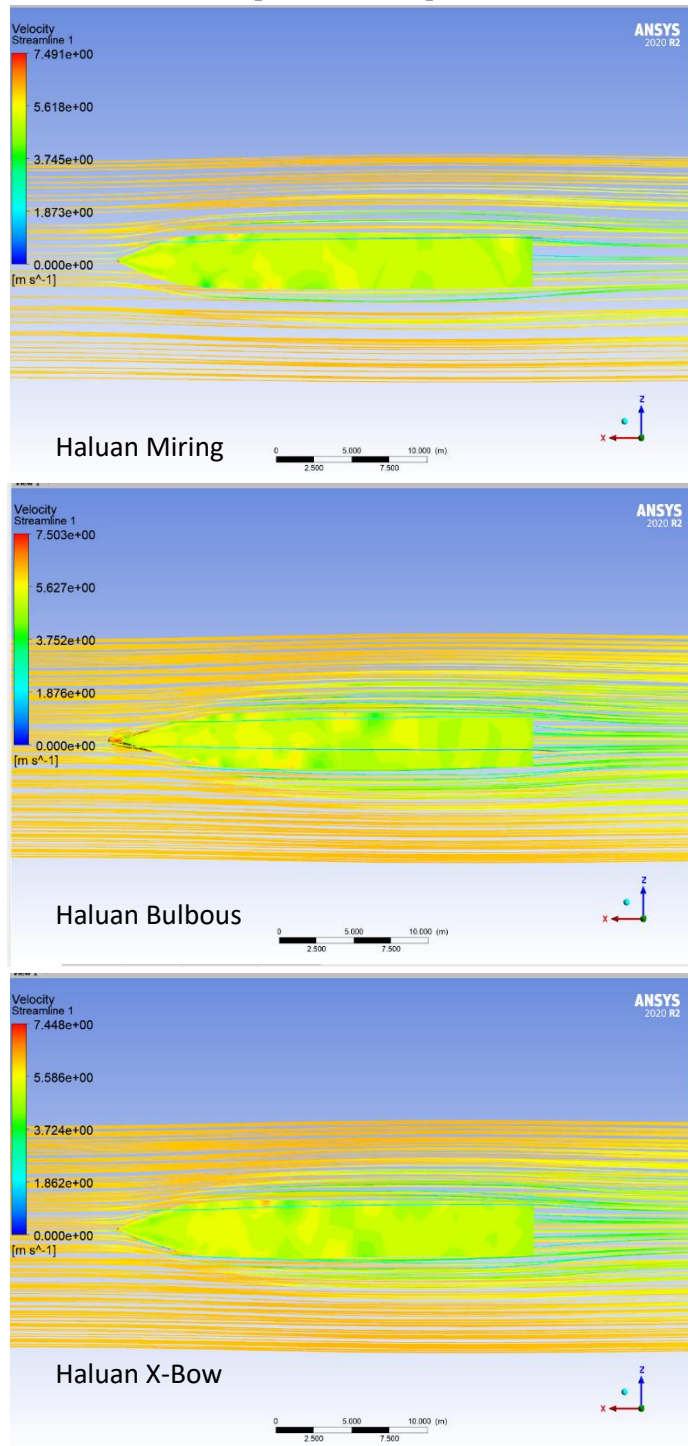 Velocity
Streamline 1
ANSYS
2020 R2
7.491e+00
5.618e+00
3.745e+00
1.873e+00
0.000e+00
[m s^-1]
Z
X
Haluan Miring
0 5.000 10.000 (m)
2.500 7.500
Velocity
Streamline 1
ANSYS
2020 R2
7.503e+00
5.627e+00
3.752e+00
1.876e+00
0.000e+00
[m s^-1]
Z
X
Haluan Bulbous
0 5.000 10.000 (m)
2.500 7.500
Velocity
Streamline 1
ANSYS
2020 R2
7.448e+00
5.586e+00
3.724e+00
1.862e+00
0.000e+00
[m s^-1]
Haluan X-Bow
Z
X
0 5.000 10.000 (m)
2.500 7.500